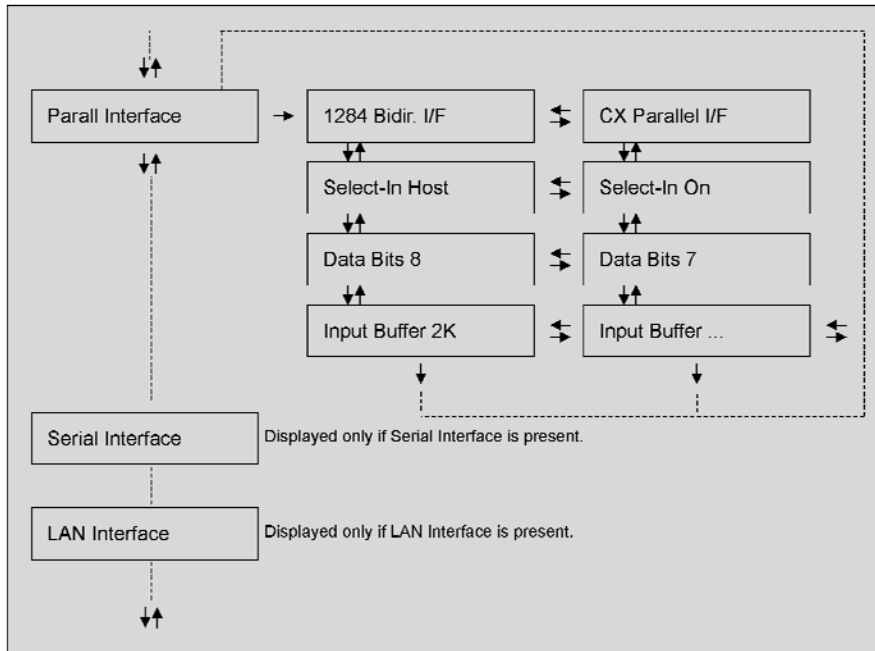 Parall Interface
1284 Bidir. I/F
CX Parallel I/F
Select-In Host
Select-In On
Data Bits 8
Data Bits 7
Input Buffer 2K
Input Buffer ...
Serial Interface
Displayed only if Serial Interface is present.
LAN Interface
Displayed only if LAN Interface is present.